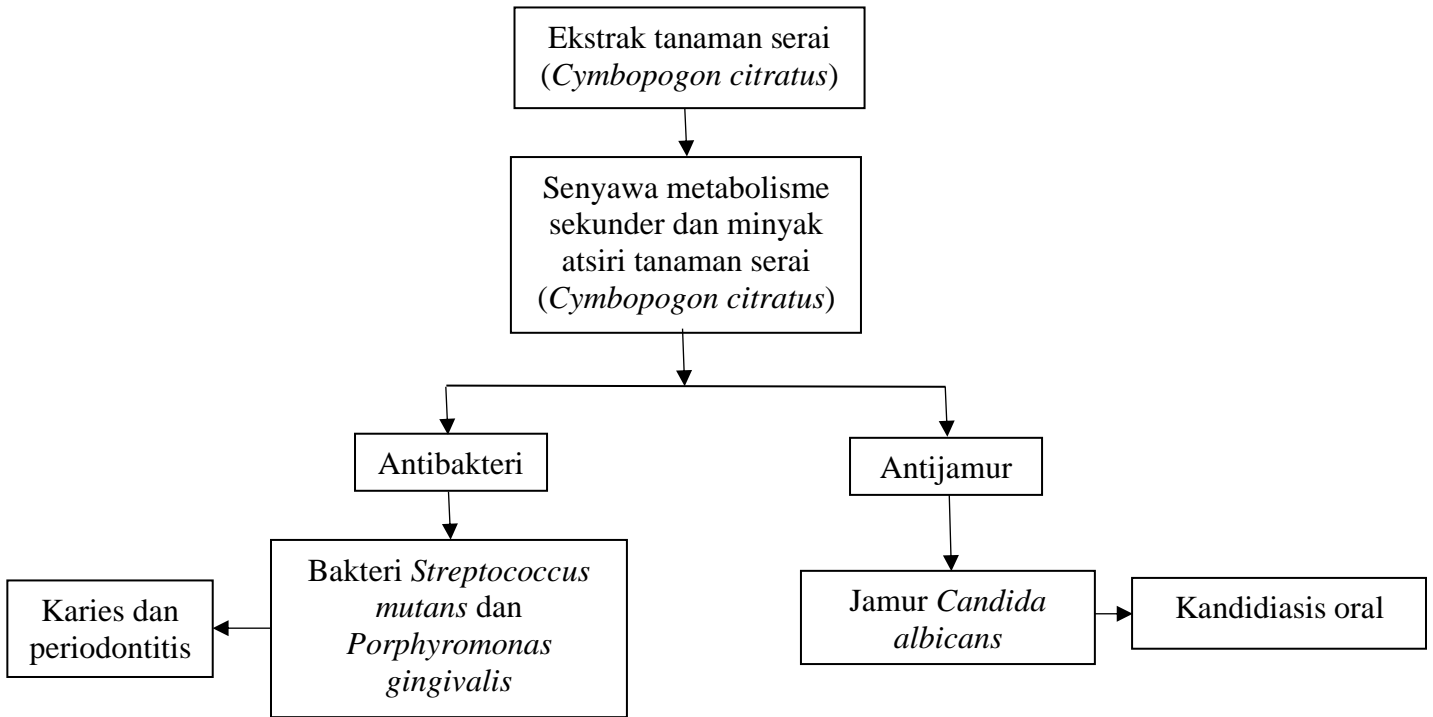 Ekstrak tanaman serai
(Cymbopogon citratus)
Senyawa metabolisme
sekunder dan minyak
atsiri tanaman serai
(Cymbopogon citratus)
Antibakteri
Antijamur
Bakteri Streptococcus
mutans dan
Porphyromonas
gingivalis
Karies dan
periodontitis
Jamur Candida
albicans
Kandidiasis oral